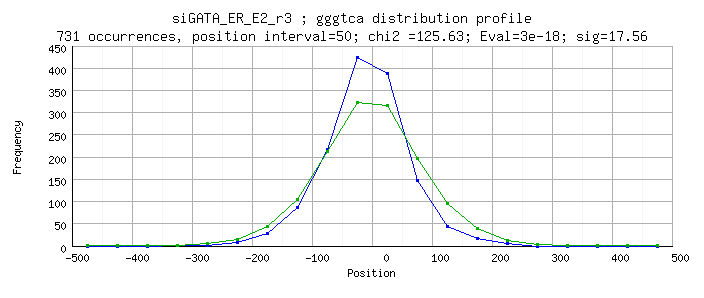 siGATA_ER_E2_r3 ; gggtca distribution profile
731 occurrences, position interval=50; chi2 =125.63; Eval=3e-18; sig=17.56
450
400
350
300
250
200
150
100
50
0
Frequency
-500 -400 -300 -200 -100 0 100 200 300 400 500
Position